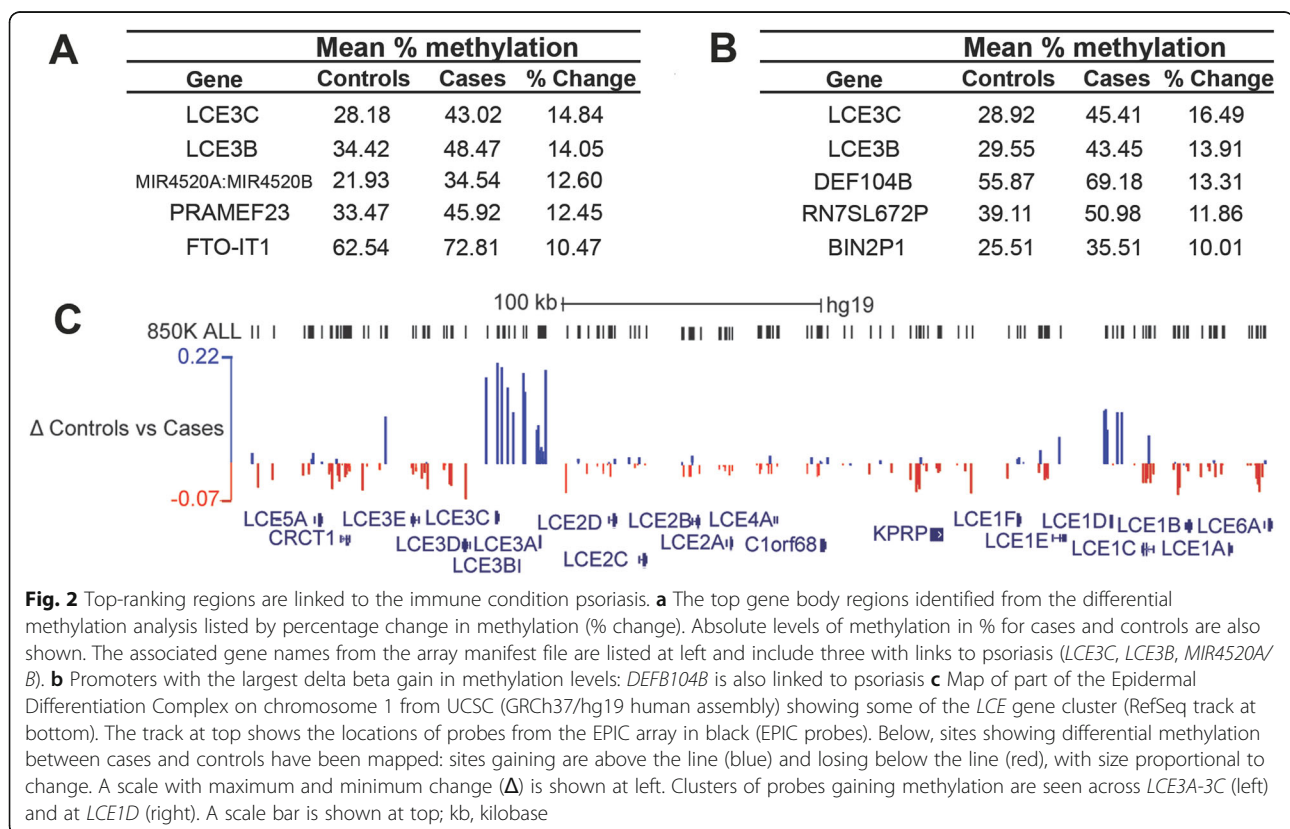 A
Mean % methylation
Gene Controls Cases % Change
LCE3C 28.18 43.02 14.84
LCE3B 34.42 48.47 14.05
MIR4520A:MIR4520B 21.93 34.54 12.60
PRAMEF23 33.47 45.92 12.45
FTO-IT1 62.54 72.81 10.47
B
Mean % methylation
Gene Controls Cases % Change
LCE3C 28.92 45.41 16.49
LCE3B 29.55 43.45 13.91
DEF104B 55.87 69.18 13.31
RN7SL672P 39.11 50.98 11.86
BIN2P1 25.51 35.51 10.01
C
100 kb hg19
850K ALL
0.22
Δ Controls vs Cases
-0.07
LCE5A LCE3E LCE3C LCE2D LCE2B LCE4A KPRP LCE1F LCE1D LCE1B LCE6A
CRCT1 LCE3D LCE3A LCE2C LCE2A C1orf68 LCE1E LCE1C LCE1A
LCE3B
Fig. 2 Top-ranking regions are linked to the immune condition psoriasis. a The top gene body regions identified from the differential
methylation analysis listed by percentage change in methylation (% change). Absolute levels of methylation in % for cases and controls are also
shown. The associated gene names from the array manifest file are listed at left and include three with links to psoriasis (LCE3C, LCE3B, MIR4520A/
B). b Promoters with the largest delta beta gain in methylation levels: DEFB104B is also linked to psoriasis c Map of part of the Epidermal
Differentiation Complex on chromosome 1 from UCSC (GRCh37/hg19 human assembly) showing some of the LCE gene cluster (RefSeq track at
bottom). The track at top shows the locations of probes from the EPIC array in black (EPIC probes). Below, sites showing differential methylation
between cases and controls have been mapped: sites gaining are above the line (blue) and losing below the line (red), with size proportional to
change. A scale with maximum and minimum change (Δ) is shown at left. Clusters of probes gaining methylation are seen across LCE3A-3C (left)
and at LCE1D (right). A scale bar is shown at top; kb, kilobase